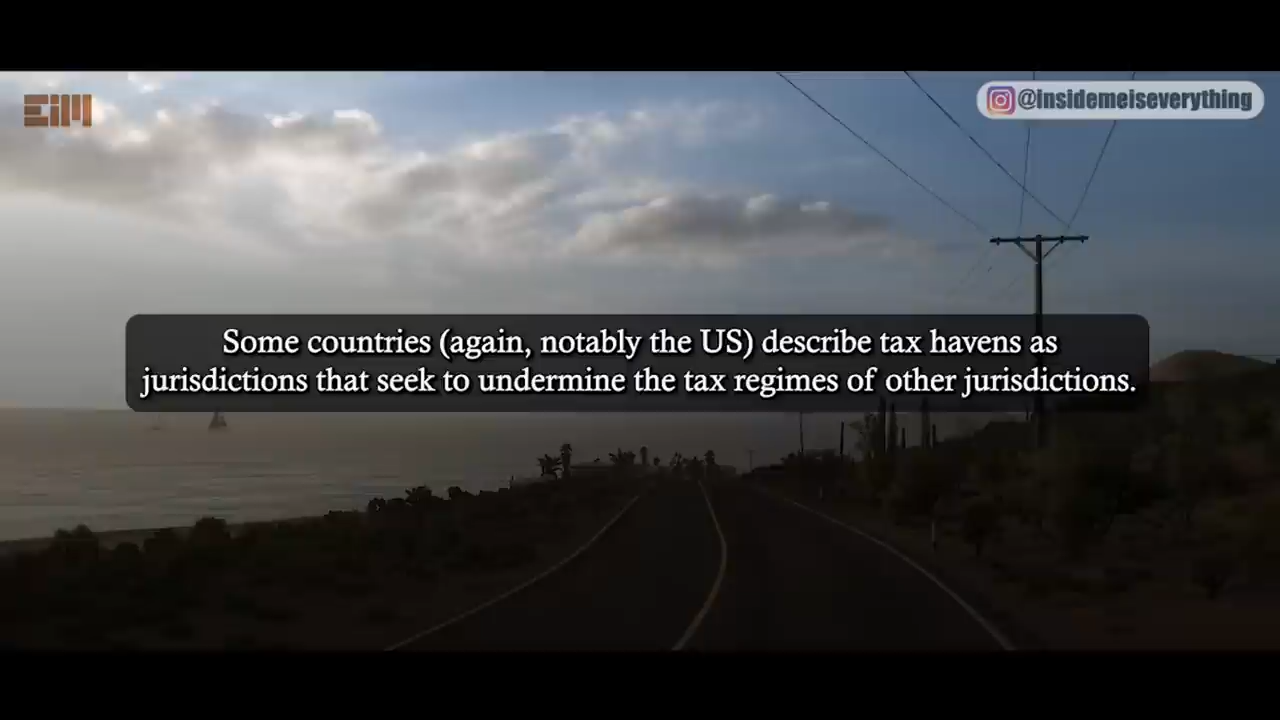 EiM
@insidemeiseverything
Some countries (again, notably the US) describe tax havens as
jurisdictions that seek to undermine the tax regimes of other jurisdictions.